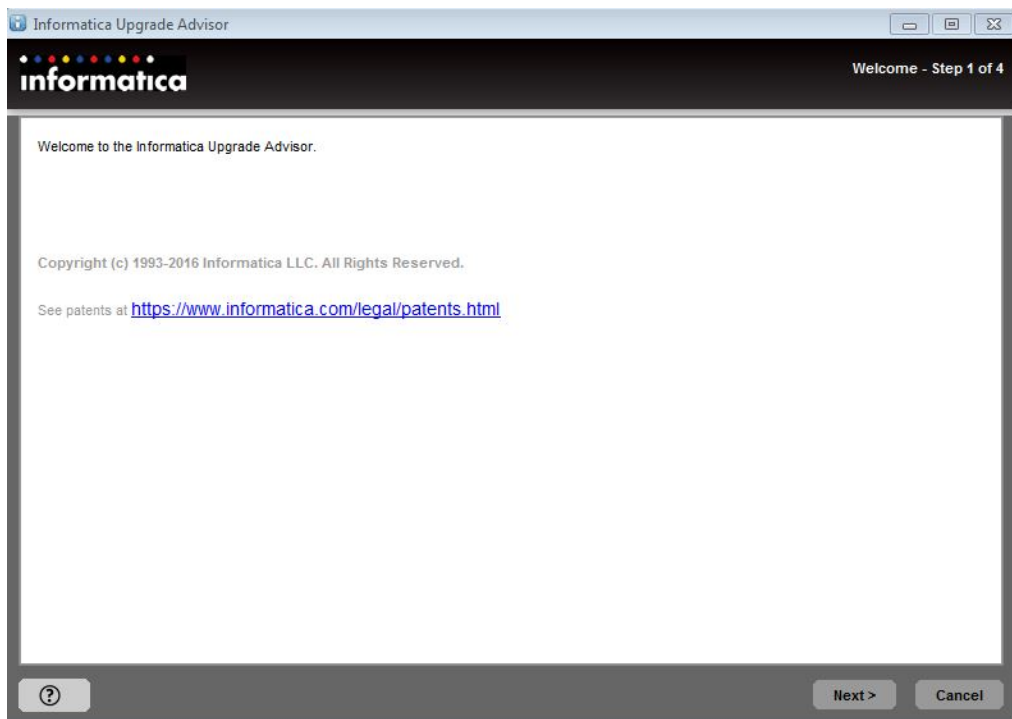 Informatica Upgrade Advisor
informatica
Welcome - Step 1 of 4
Welcome to the Informatica Upgrade Advisor.
Copyright (c) 1993-2016 Informatica LLC. All Rights Reserved.
See patents at https://www.informatica.com/legal/patents.html
?
Next >
Cancel